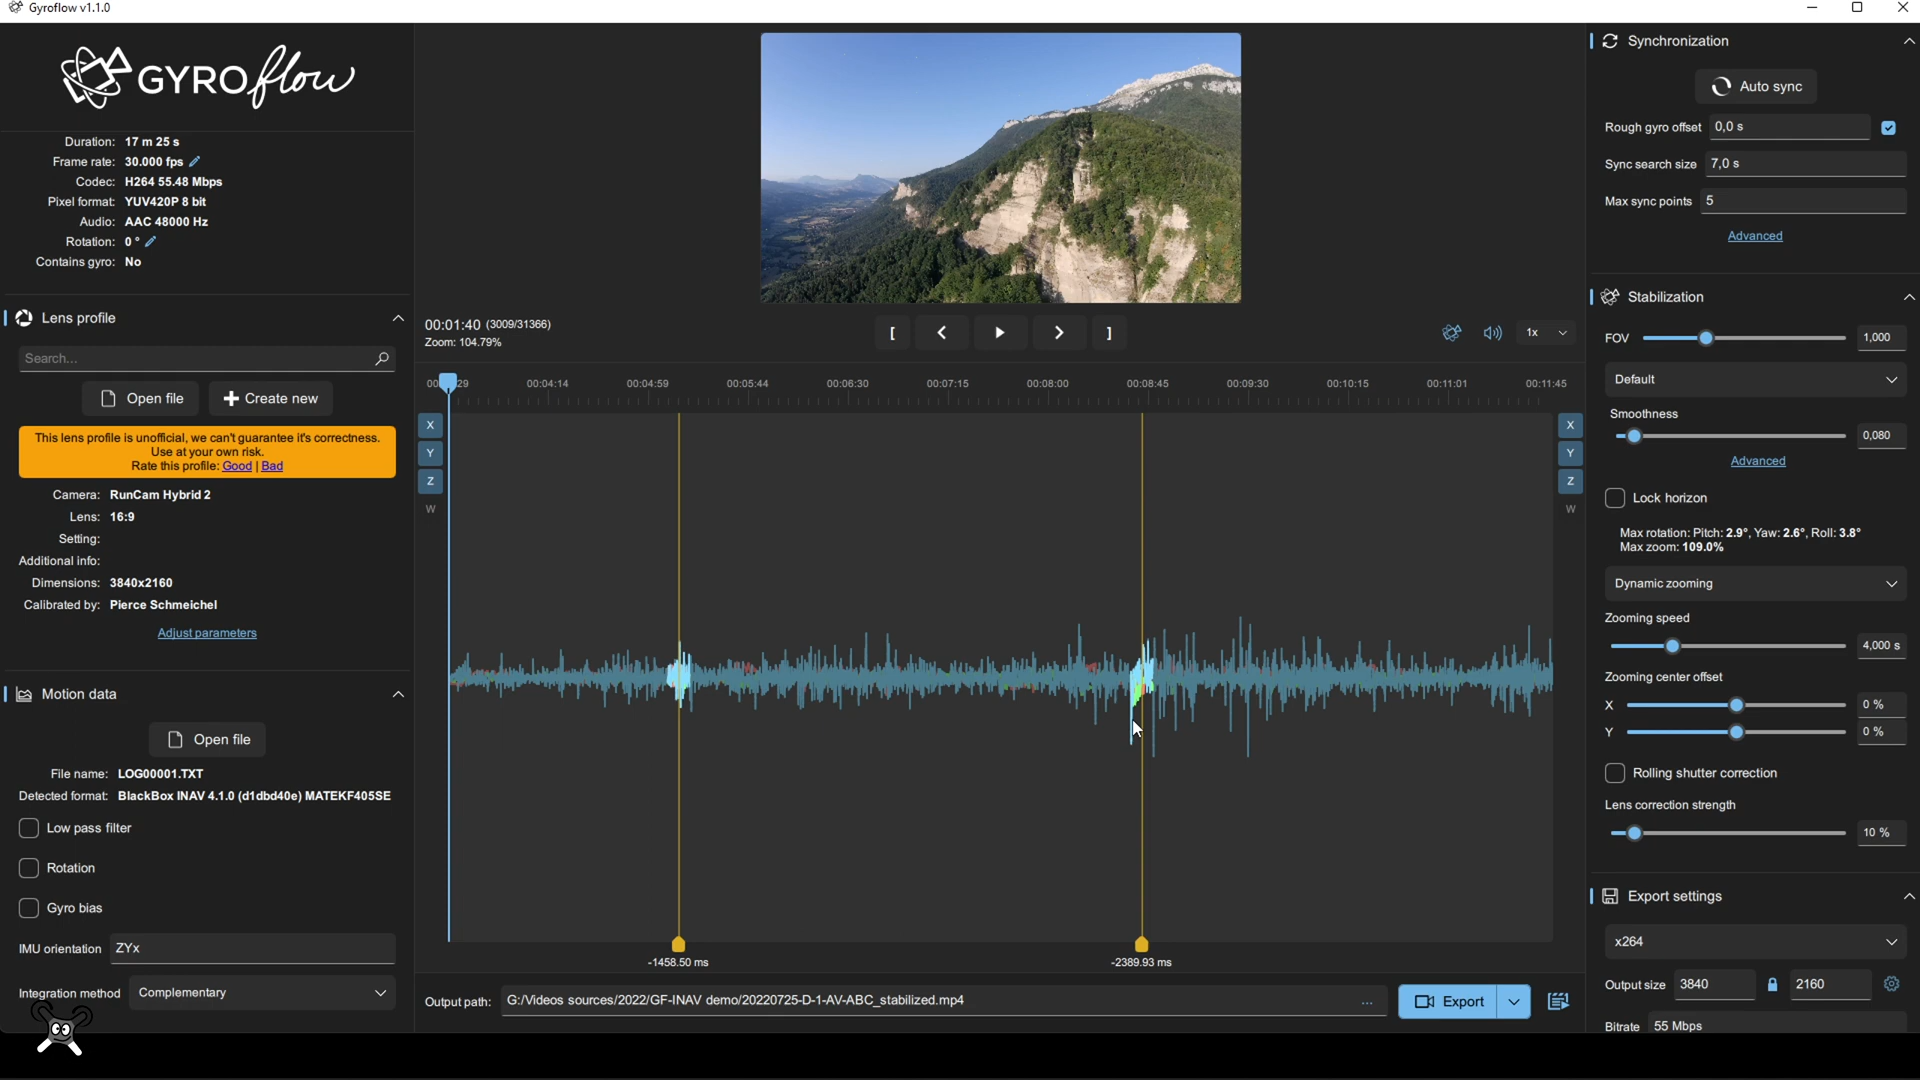 Gyroflow v1.1.0
GYROflow
Duration: 17 m 25 s
Frame rate: 30.000 fps
Codec: H264 55.48 Mbps
Pixel format: YUV420P 8 bit
Audio: AAC 48000 Hz
Rotation: 0 °
Contains gyro: No
Lens profile
Search...
Open file
Create new
This lens profile is unofficial, we can't guarantee it's correctness.
Use at your own risk.
Rate this profile: Good | Bad
Camera: RunCam Hybrid 2
Lens: 16:9
Setting:
Additional info:
Dimensions: 3840x2160
Calibrated by: Pierce Schmeichel
Adjust parameters
Motion data
Open file
File name: LOG00001.TXT
Detected format: BlackBox INAV 4.1.0 (d1dbd40e) MATEKF405SE
Low pass filter
Rotation
Gyro bias
IMU orientation ZYx
Integration method Complementary
00:01:40 (3009/31366)
Zoom: 104.79%
[
]
1x
29 00:04:14 00:04:59 00:05:44 00:06:30 00:07:15 00:08:00 00:08:45 00:09:30 00:10:15 00:11:01 00:11:45
X
Y
Z
W
X
Y
Z
W
-1458.50 ms
-2389.93 ms
Output path: G:/Videos sources/2022/GF-INAV demo/20220725-D-1-AV-ABC_stabilized.mp4 ...
Export
Synchronization
Auto sync
Rough gyro offset 0,0 s
Sync search size 7,0 s
Max sync points 5
Advanced
Stabilization
FOV 1,000
Default
Smoothness
0,080
Advanced
Lock horizon
Max rotation: Pitch: 2.9°, Yaw: 2.6°, Roll: 3.8°
Max zoom: 109.0%
Dynamic zooming
Zooming speed
4,000 s
Zooming center offset
X 0 %
Y 0 %
Rolling shutter correction
Lens correction strength
10 %
Export settings
x264
Output size 3840 2160
Bitrate 55 Mbps